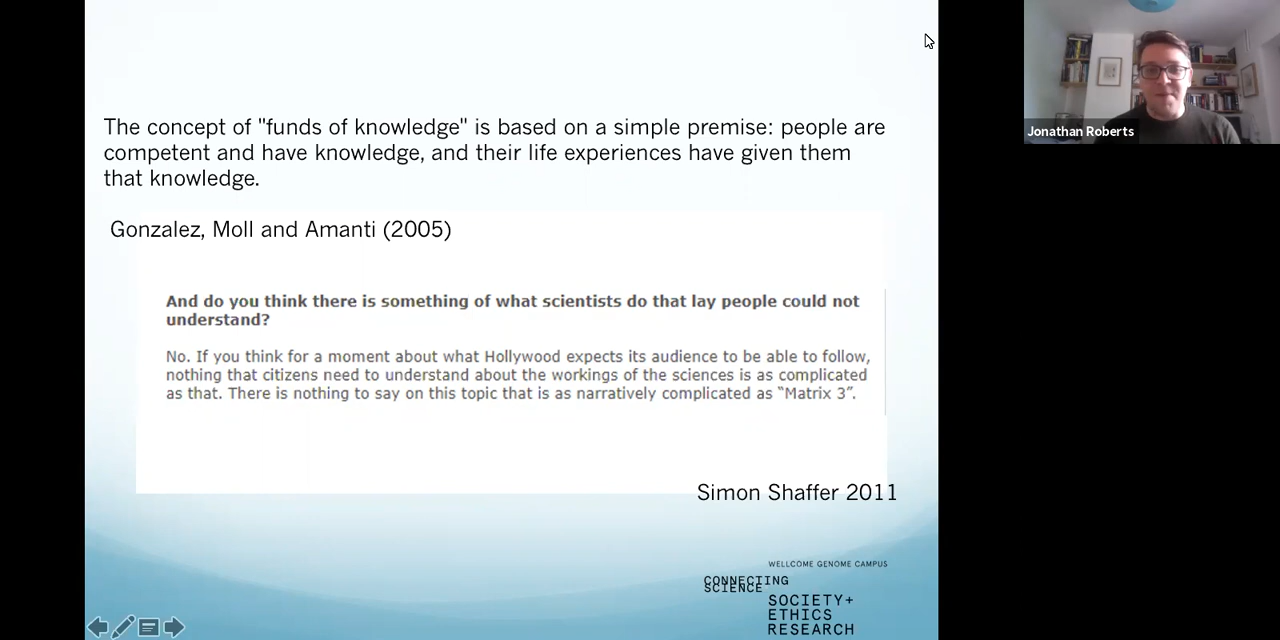 The concept of "funds of knowledge" is based on a simple premise: people are
competent and have knowledge, and their life experiences have given them
that knowledge.
Gonzalez, Moll and Amanti (2005)
And do you think there is something of what scientists do that lay people could not
understand?
No. If you think for a moment about what Hollywood expects its audience to be able to follow,
nothing that citizens need to understand about the workings of the sciences is as complicated
as that. There is nothing to say on this topic that is as narratively complicated as “Matrix 3”.
Simon Shaffer 2011
WELLCOME GENOME CAMPUS
CONNECTING
SCIENCE
SOCIETY+
ETHICS
RESEARCH
Jonathan Roberts